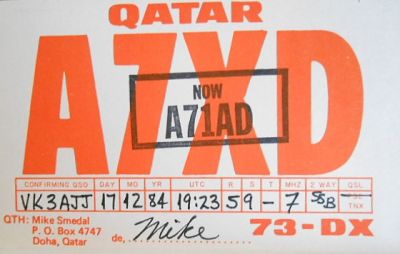 QATAR
A7XD
NOW
A71AD
CONFIRMING QSO DAY MO YR UTC R S T MHZ 2 WAY QSL
VK3AJJ 17 12 84 19:23 5 9 - 7 SSB TNX
QTH: Mike Smedal
P. O. Box 4747
Doha, Qatar
de, Mike
73-DX